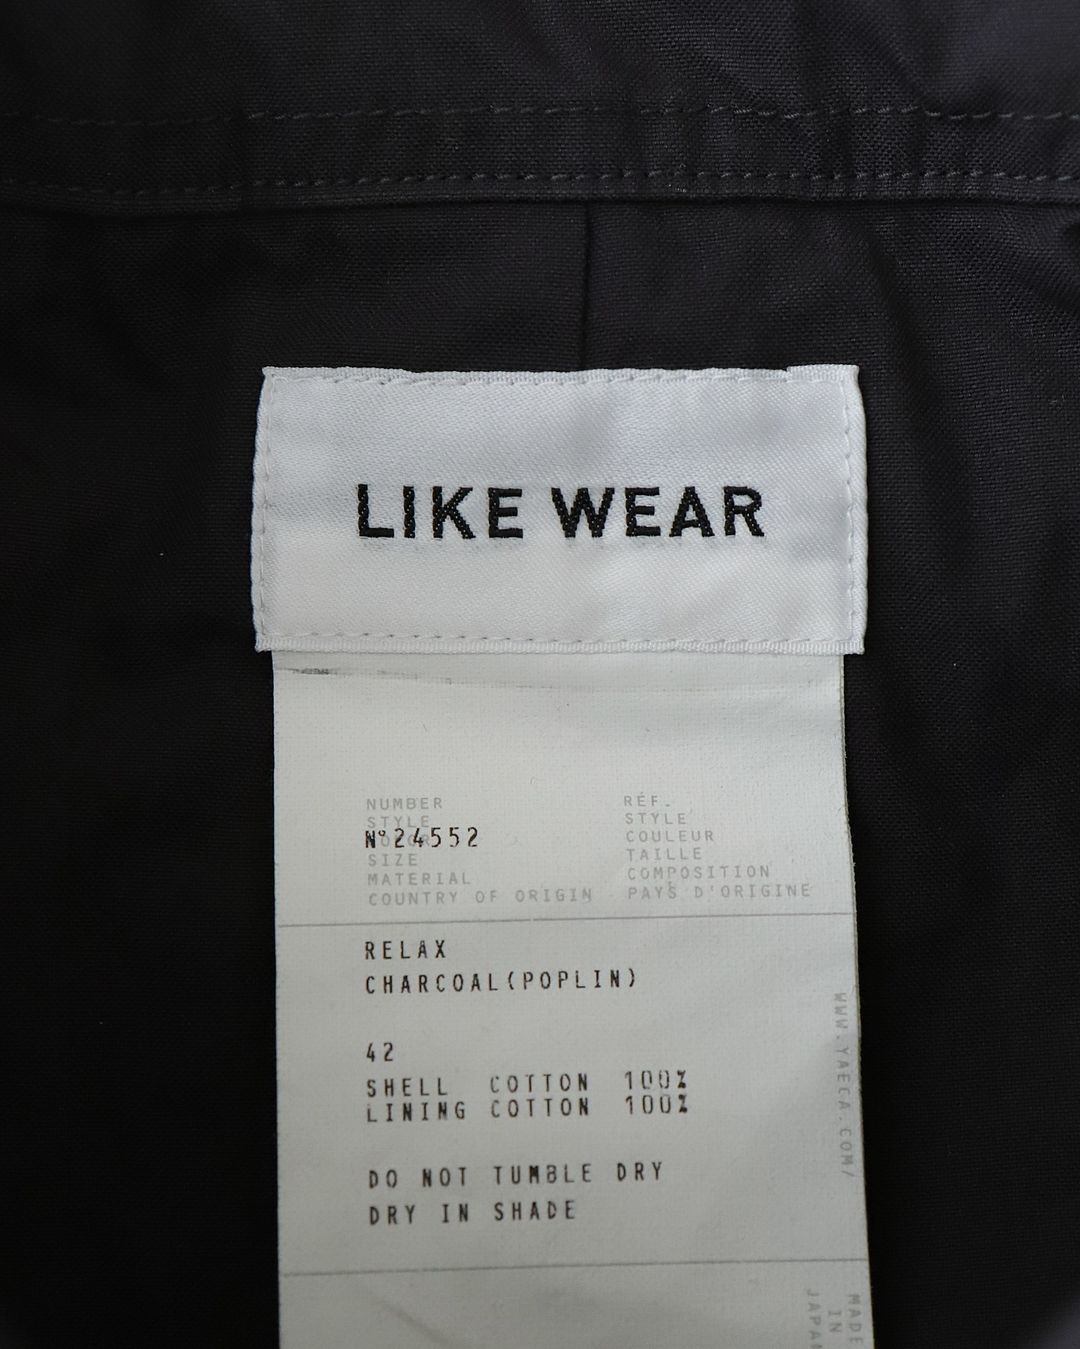 LIKE WEAR
NUMBER RÉF.
STYLE STYLE
COLOR COULEUR
N°24552
SIZE TAILLE
MATERIAL COMPOSITION
COUNTRY OF ORIGIN PAYS D'ORIGINE
RELAX
CHARCOAL(POPLIN)
42
SHELL COTTON 100%
LINING COTTON 100%
DO NOT TUMBLE DRY
DRY IN SHADE
WWW.YAECA.COM/
MADE
IN
JAPAN